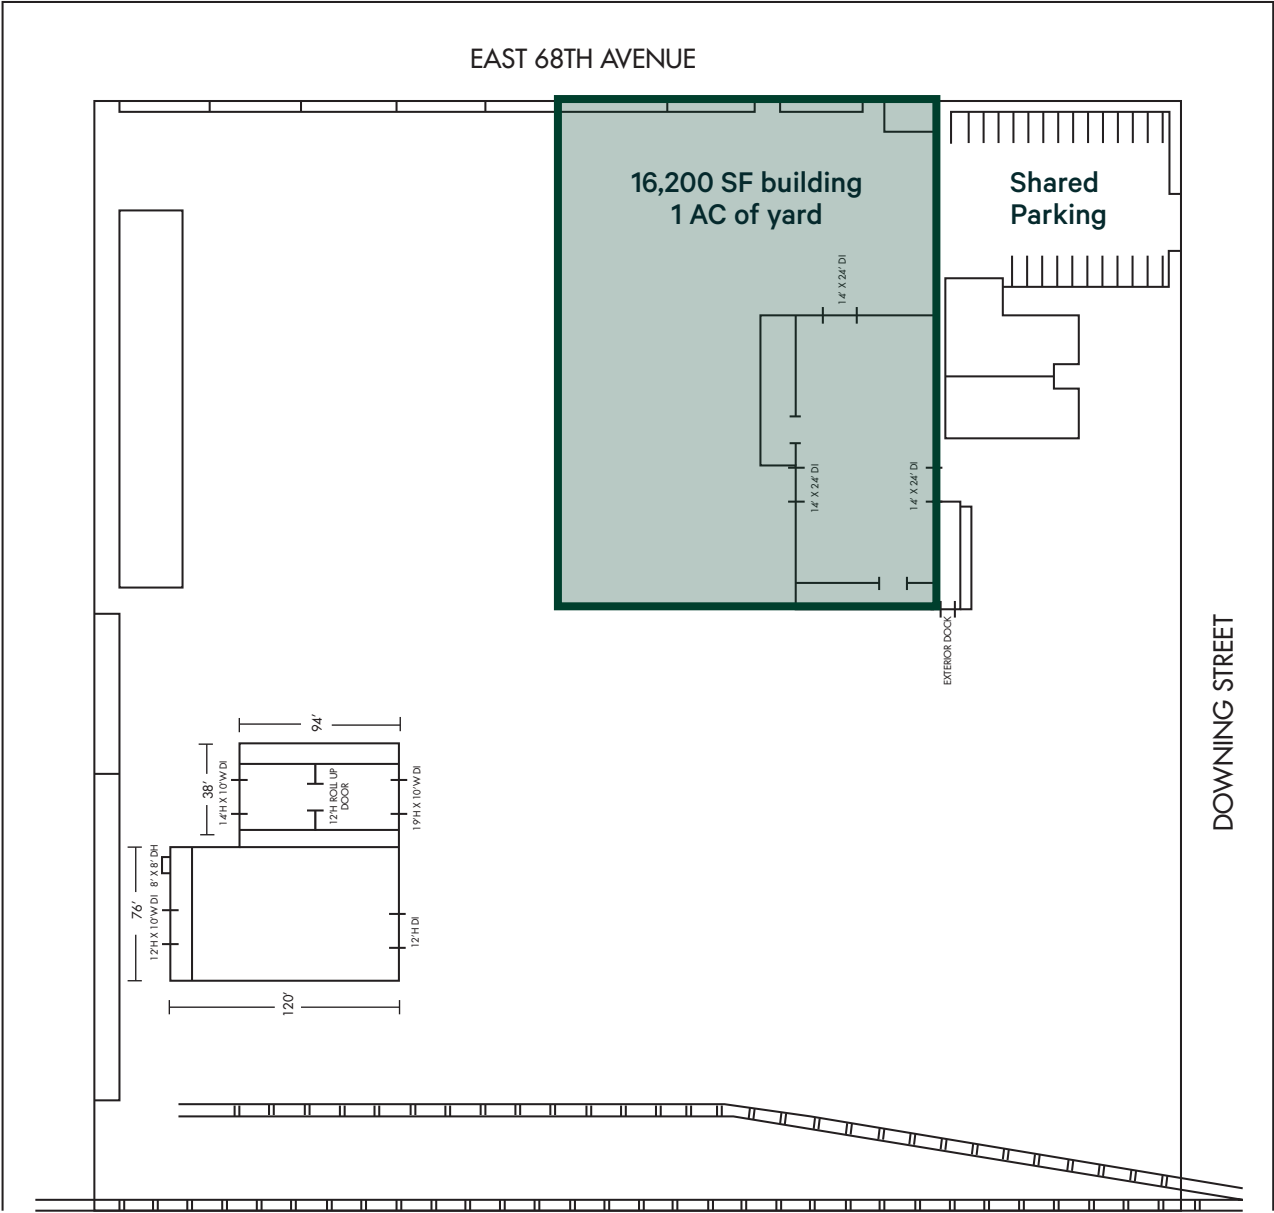 EAST 68TH AVENUE
16,200 SF building
1 AC of yard
Shared
Parking
14' X 24' DI
14' X 24' DI
14' X 24' DI
EXTERIOR DOCK
DOWNING STREET
94'
38'
14'H X 10'W DI
12'H ROLL UP
DOOR
19'H X 10'W DI
76'
8' X 8' DH
12'H X 10'W DI
12'H DI
120'